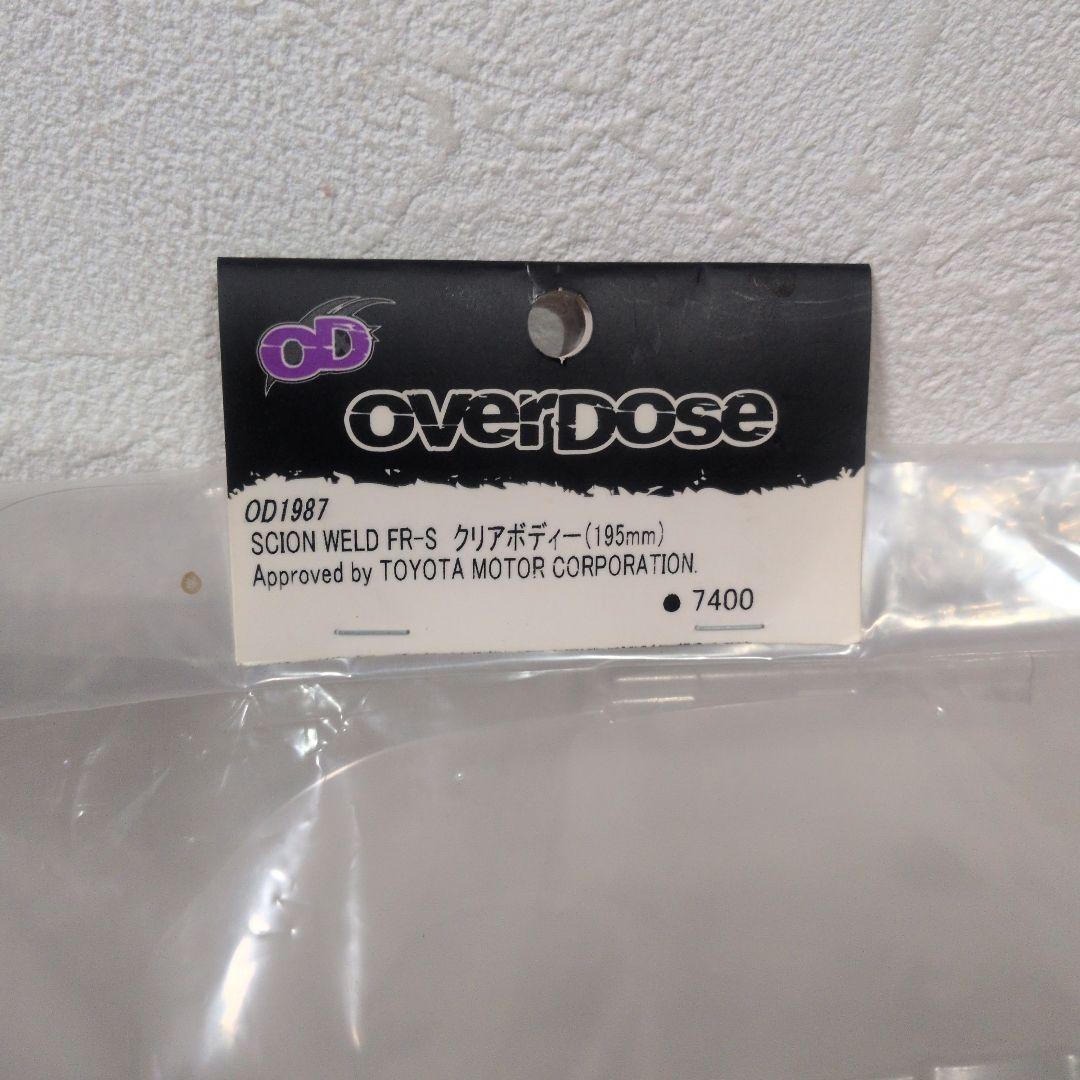 OD
OVERDOSE
OD1987
SCION WELD FR-S クリアボディー(195mm)
Approved by TOYOTA MOTOR CORPORATION.
● 7400